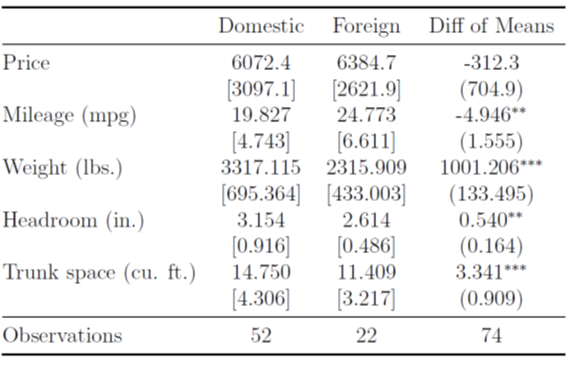 Domestic Foreign Diff of Means
Price 6072.4 6384.7 -312.3
[3097.1] [2621.9] (704.9)
Mileage (mpg) 19.827 24.773 -4.946**
[4.743] [6.611] (1.555)
Weight (lbs.) 3317.115 2315.909 1001.206***
[695.364] [433.003] (133.495)
Headroom (in.) 3.154 2.614 0.540**
[0.916] [0.486] (0.164)
Trunk space (cu. ft.) 14.750 11.409 3.341***
[4.306] [3.217] (0.909)
Observations 52 22 74